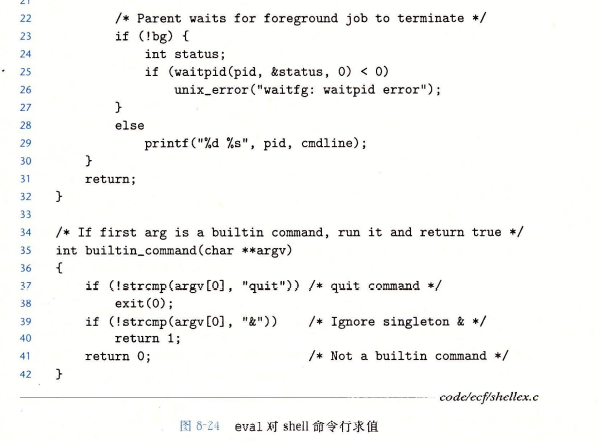 22 /* Parent waits for foreground job to terminate */
23 if (!bg) {
24 int status;
25 if (waitpid(pid, &status, 0) < 0)
26 unix_error("waitfg: waitpid error");
27 }
28 else
29 printf("%d %s", pid, cmdline);
30 }
31 return;
32 }
33
34 /* If first arg is a builtin command, run it and return true */
35 int builtin_command(char **argv)
36 {
37 if (!strcmp(argv[0], "quit")) /* quit command */
38 exit(0);
39 if (!strcmp(argv[0], "&")) /* Ignore singleton & */
40 return 1;
41 return 0; /* Not a builtin command */
42 }
code/ecf/shellex.c
图 8-24 eval 对 shell 命令行求值